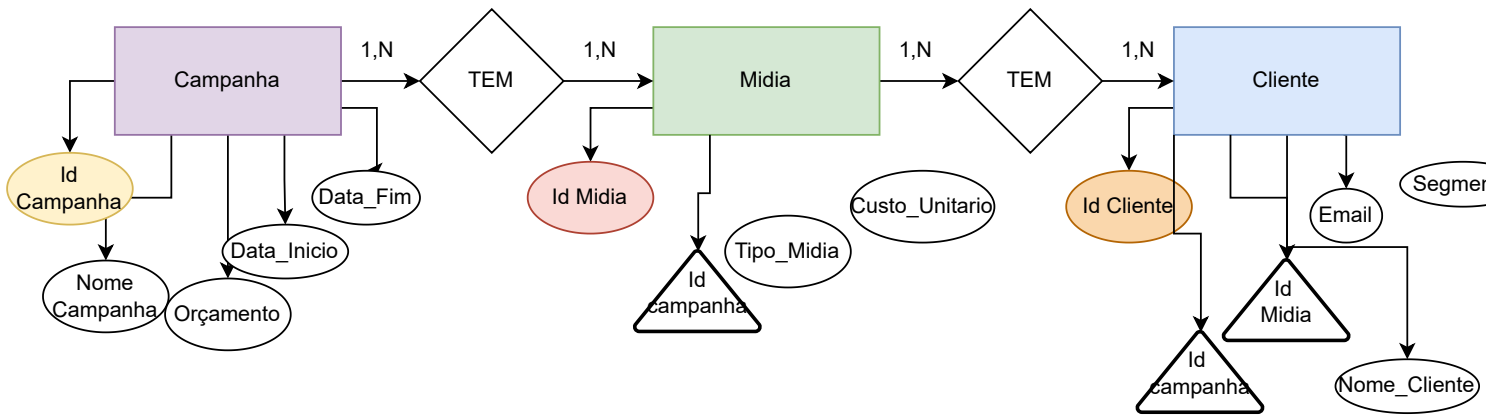 1,N
1,N
1,N
1,N
Campanha
TEM
Midia
TEM
Cliente
Id
Campanha
Data_Fim
Id Midia
Custo_Unitario
Id Cliente
Email
Data_Inicio
Tipo_Midia
Nome
Campanha
Orçamento
Id
campanha
Id
Midia
Id
campanha
Nome_Cliente